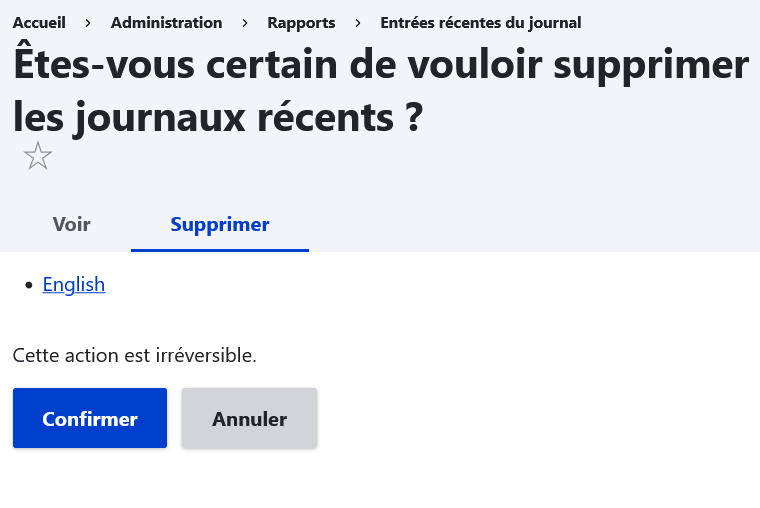 Accueil > Administration > Rapports > Entrées récentes du journal
Êtes-vous certain de vouloir supprimer
les journaux récents ?
Voir Supprimer
English
Cette action est irréversible.
Confirmer Annuler